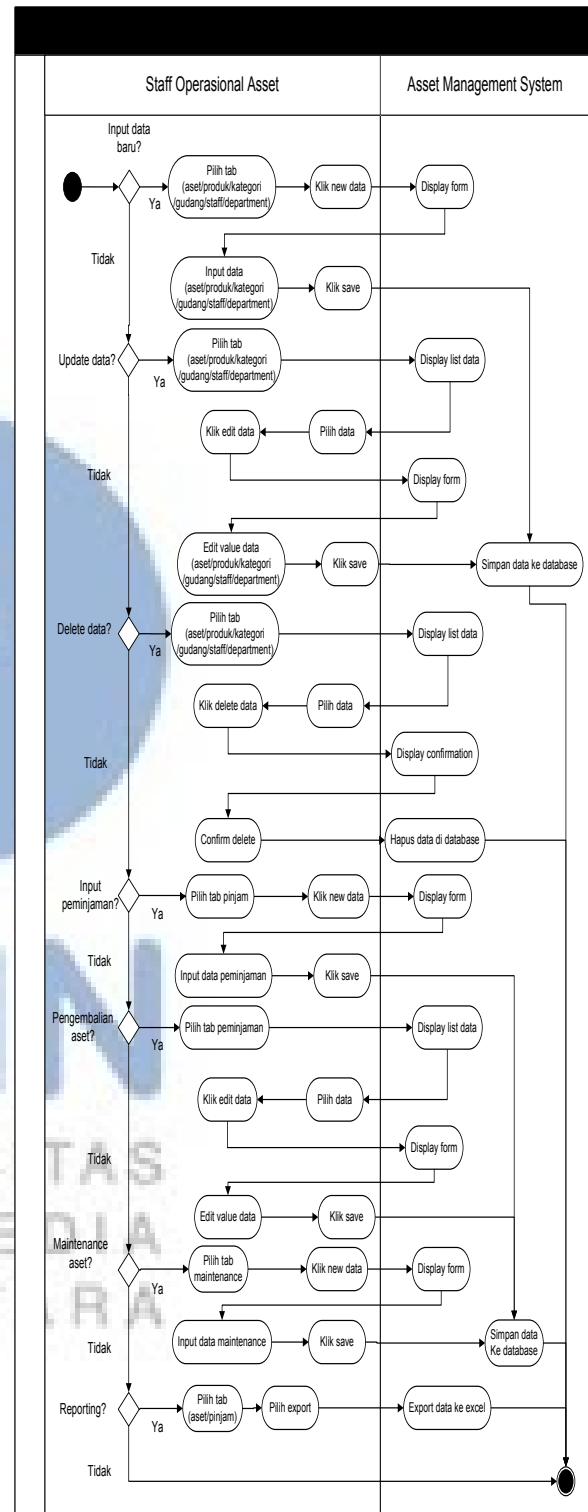 Staff Operasional Asset
Asset Management System
Input data
baru?
Pilih tab
(aset/produk/kategori
/gudang/staff/department)
Klik new data
Display form
Ya
Tidak
Input data
(aset/produk/kategori
/gudang/staff/department)
Klik save
Update data?
Pilih tab
(aset/produk/kategori
/gudang/staff/department)
Display list data
Ya
Klik edit data
Pilih data
Tidak
Display form
Edit value data
(aset/produk/kategori
/gudang/staff/department)
Klik save
Simpan data ke database
Delete data?
Pilih tab
(aset/produk/kategori
/gudang/staff/department)
Display list data
Ya
Klik delete data
Pilih data
Tidak
Display confirmation
Confirm delete
Hapus data di database
Input
peminjaman?
Pilih tab pinjam
Klik new data
Display form
Ya
Tidak
Input data peminjaman
Klik save
Pengembalian
aset?
Pilih tab peminjaman
Display list data
Ya
Klik edit data
Pilih data
Tidak
Display form
Edit value data
Klik save
Maintenance
aset?
Pilih tab
maintenance
Klik new data
Display form
Ya
Tidak
Input data maintenance
Klik save
Simpan data
Ke database
Reporting?
Pilih tab
(aset/pinjam)
Pilih export
Export data ke excel
Ya
Tidak